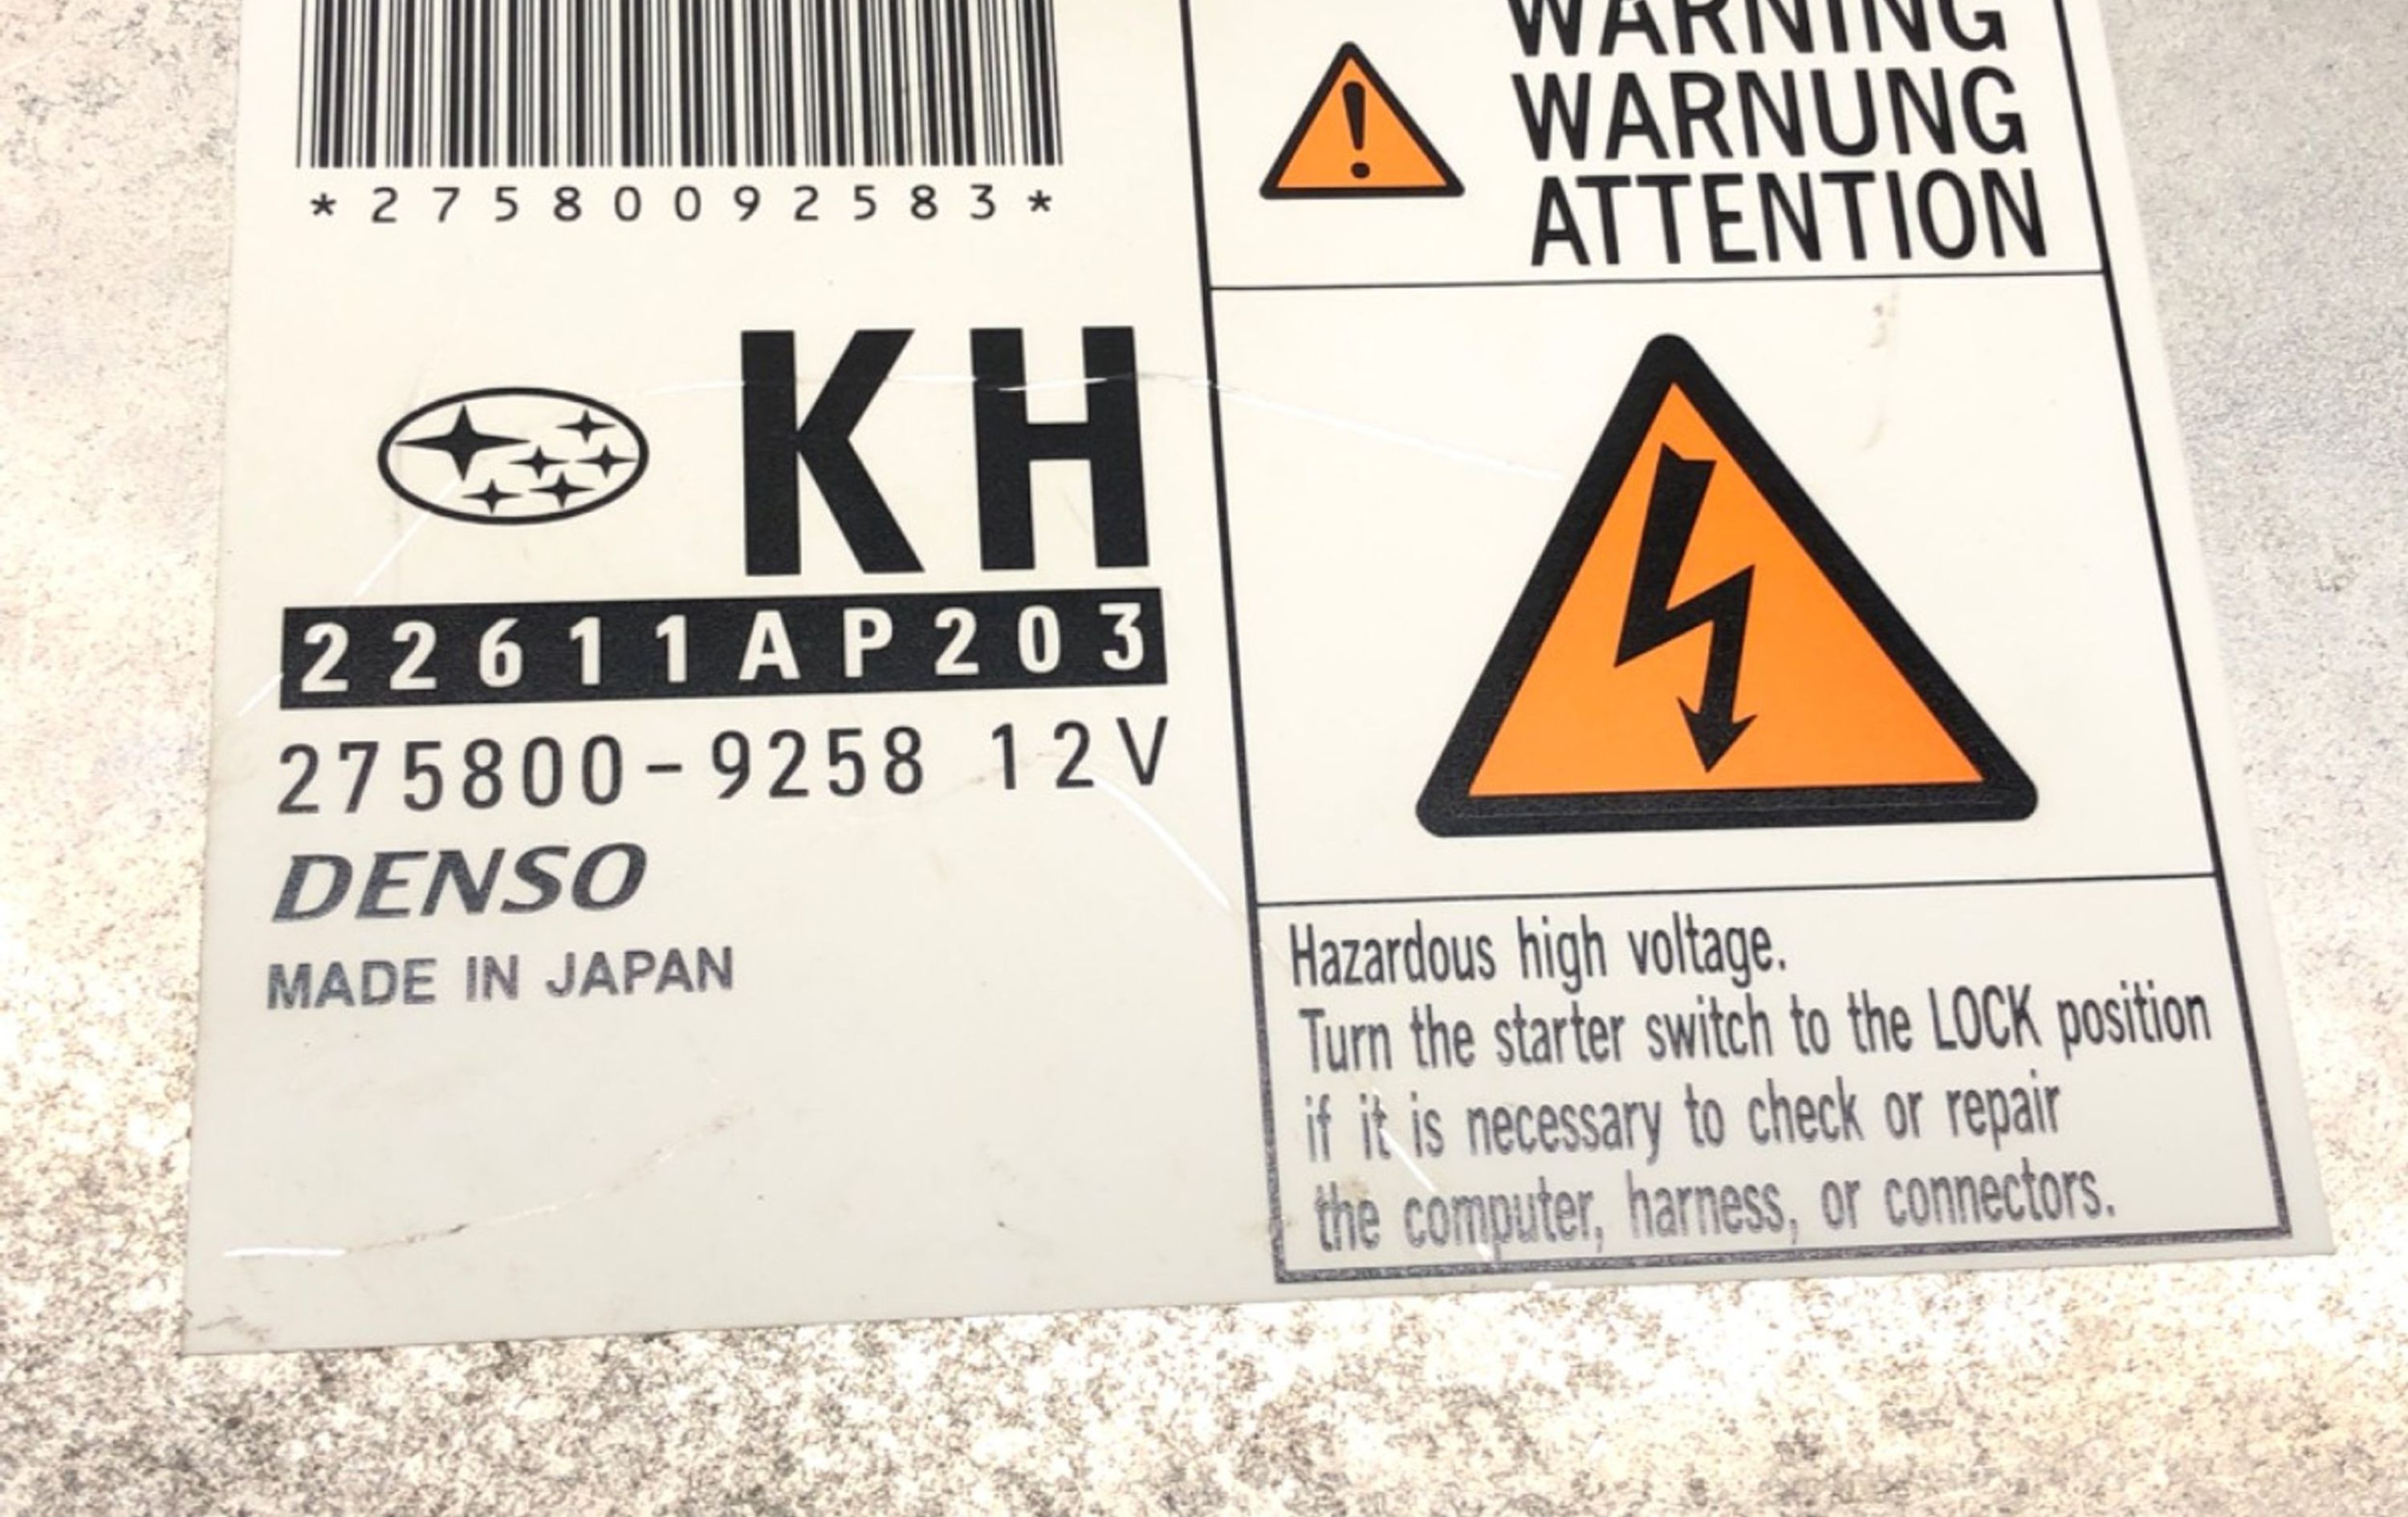 *27580092583*
KH
22611AP203
275800-9258 12V
DENSO
MADE IN JAPAN
WARNING
WARNUNG
ATTENTION
Hazardous high voltage.
Turn the starter switch to the LOCK position
if it is necessary to check or repair
the computer, harness, or connectors.